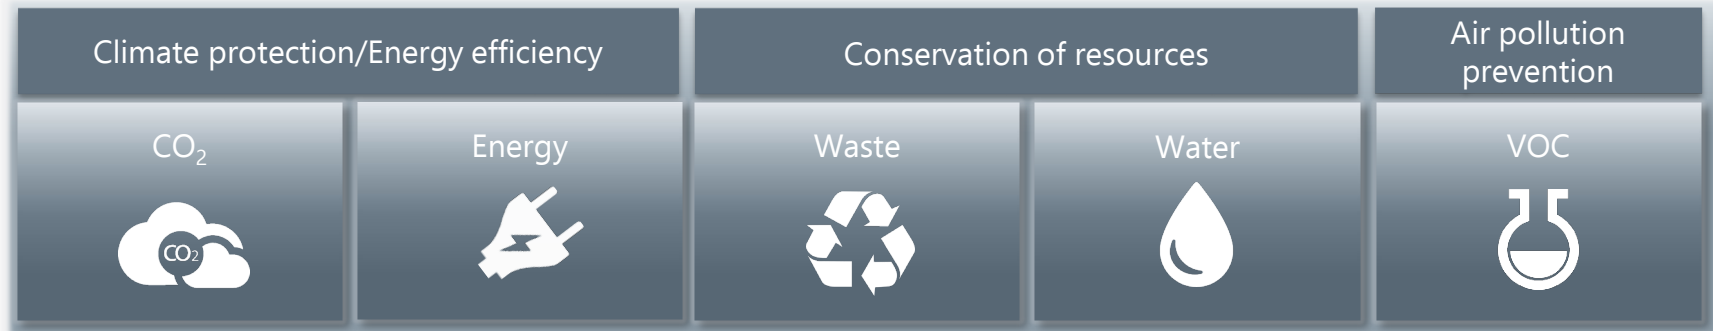 Climate protection/Energy efficiency
Conservation of resources
Air pollution
prevention
CO₂
Energy
Waste
Water
VOC
CO₂